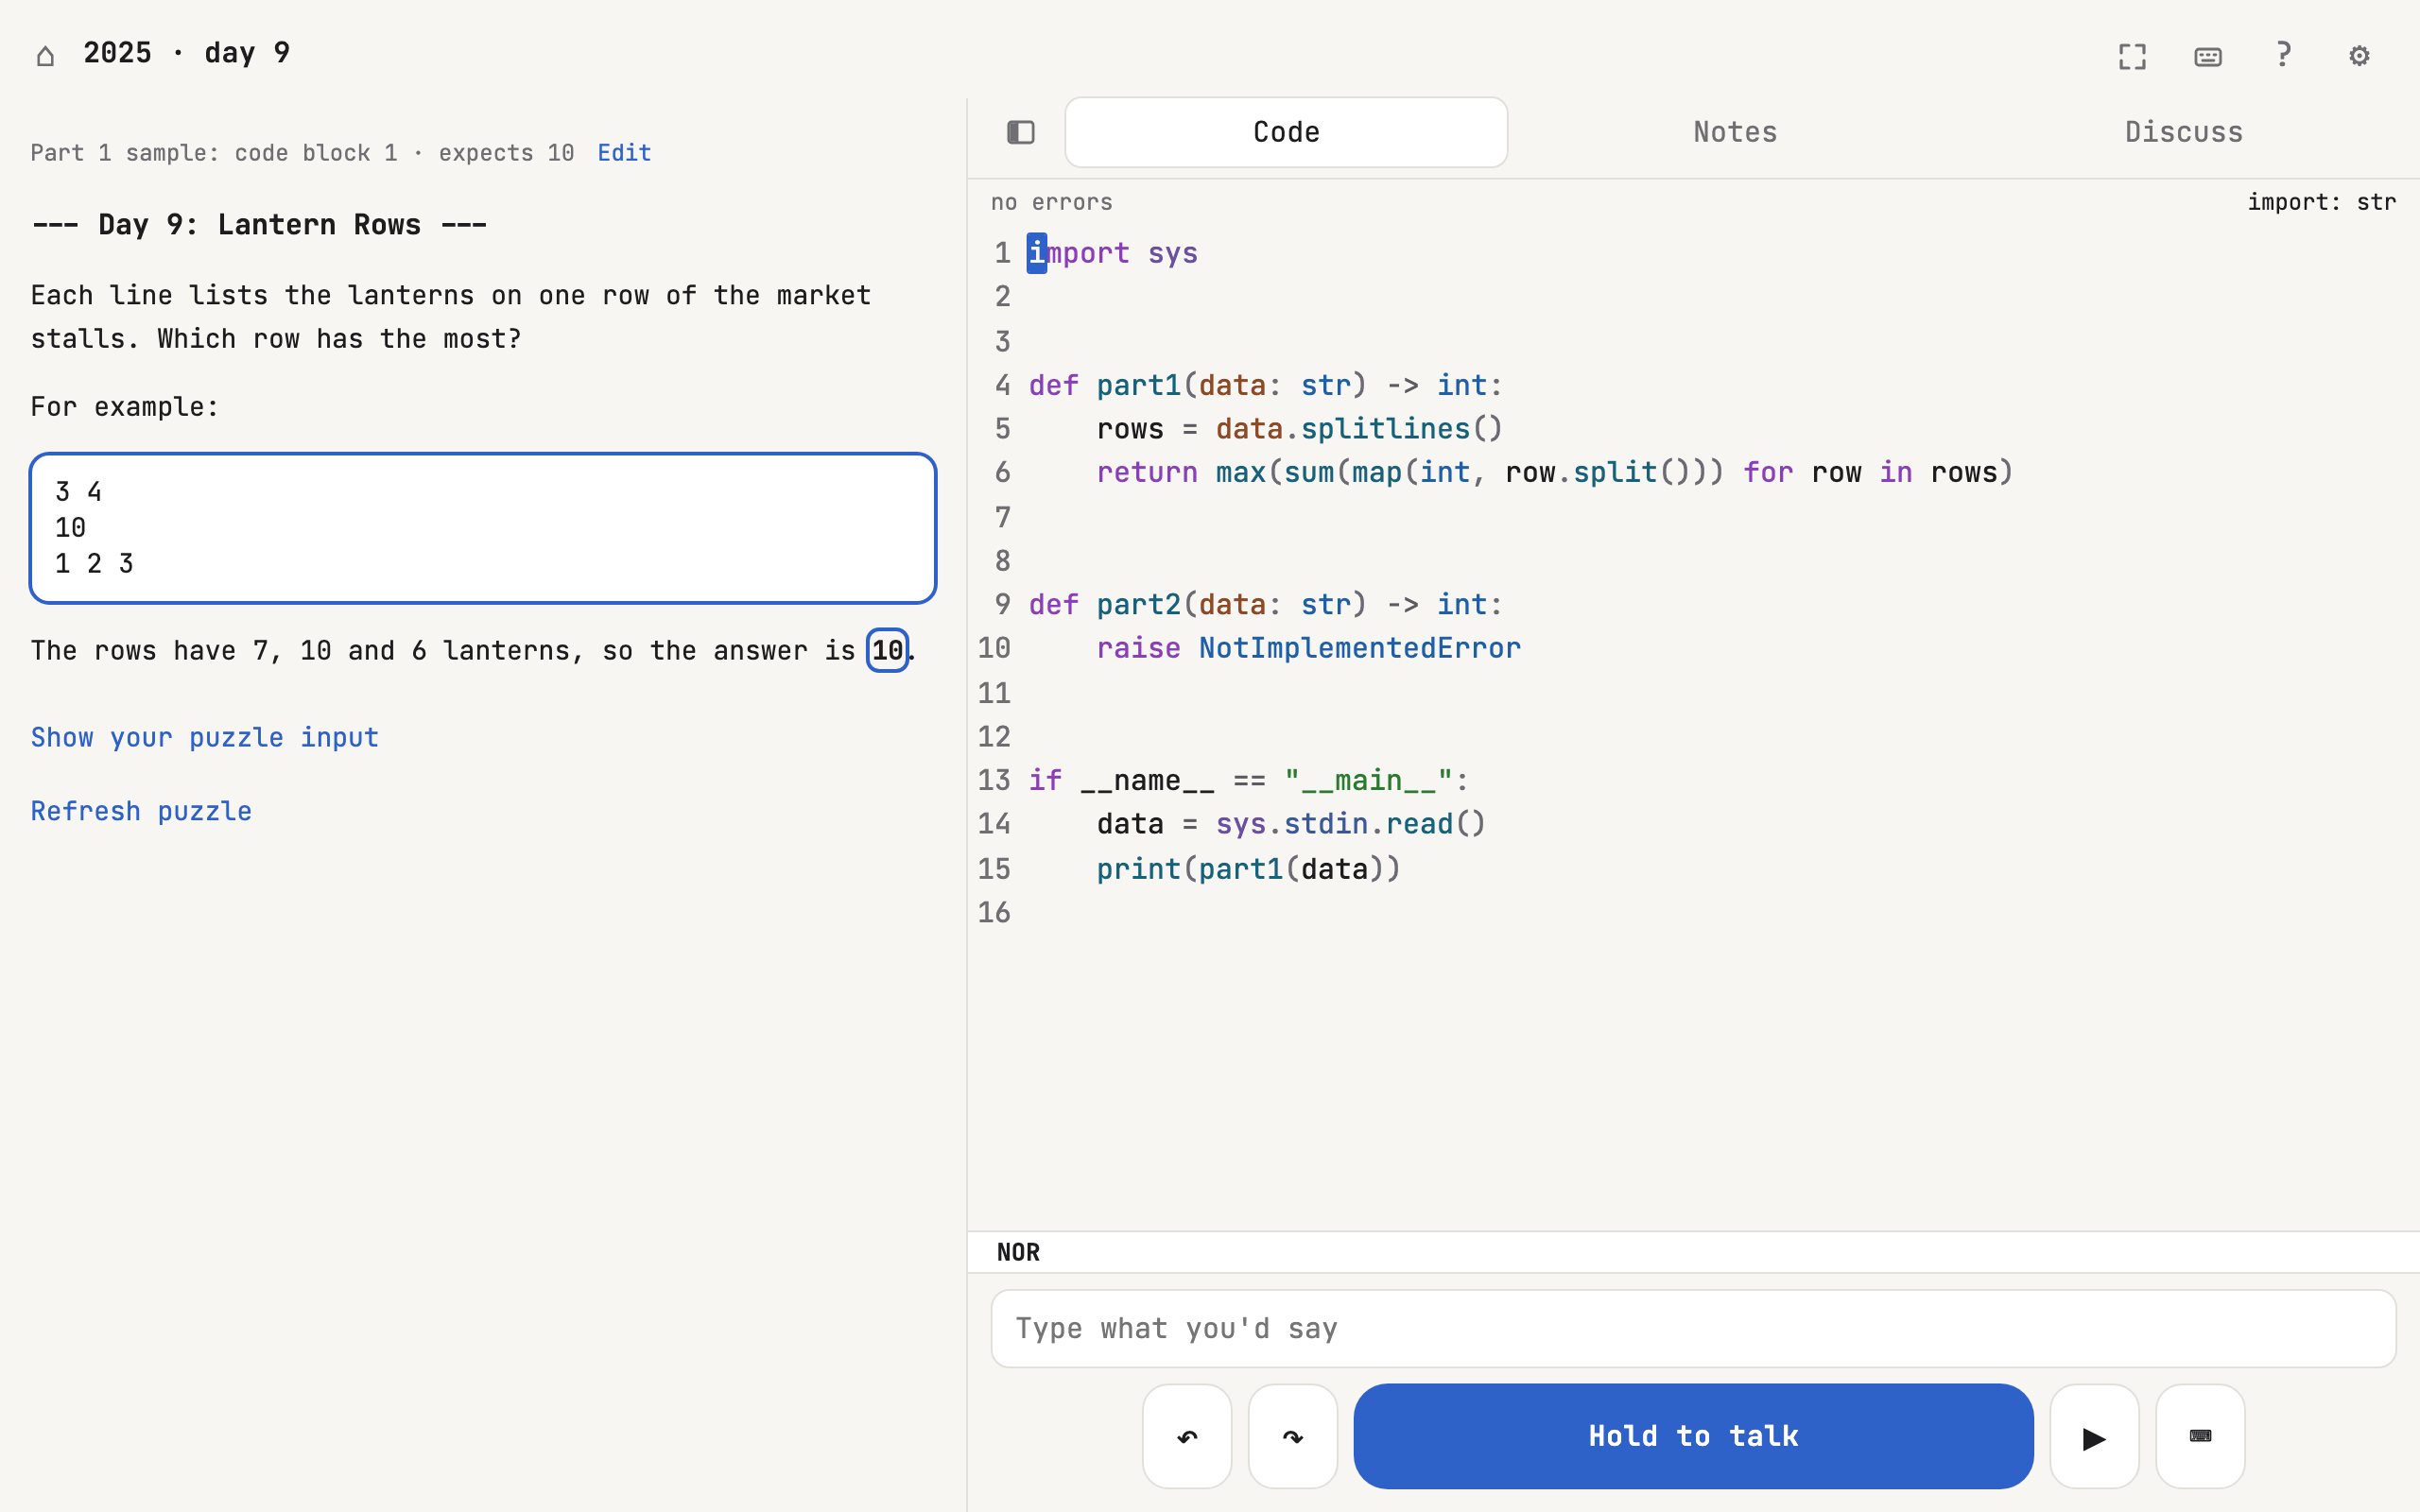 2025 · day 9
?
Part 1 sample: code block 1 · expects 10 Edit
--- Day 9: Lantern Rows ---
Each line lists the lanterns on one row of the market
stalls. Which row has the most?
For example:
3 4
10
1 2 3
The rows have 7, 10 and 6 lanterns, so the answer is 10.
Show your puzzle input
Refresh puzzle
Code
Notes
Discuss
no errors
import: str
1 import sys
2
3
4 def part1(data: str) -> int:
5     rows = data.splitlines()
6     return max(sum(map(int, row.split())) for row in rows)
7
8
9 def part2(data: str) -> int:
10     raise NotImplementedError
11
12
13 if __name__ == "__main__":
14     data = sys.stdin.read()
15     print(part1(data))
16
NOR
Type what you'd say
Hold to talk